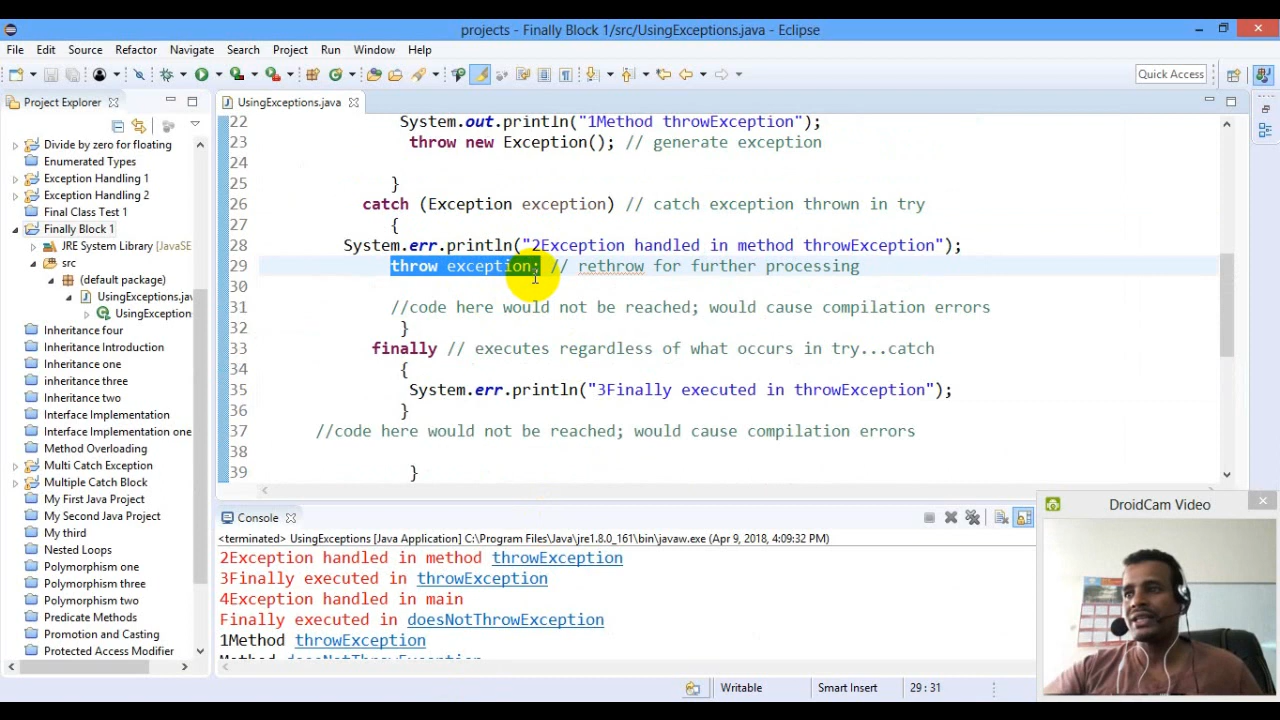 projects - Finally Block 1/src/UsingExceptions.java - Eclipse
File Edit Source Refactor Navigate Search Project Run Window Help
Quick Access
Project Explorer
UsingExceptions.java
Divide by zero for floating
Enumerated Types
Exception Handling 1
Exception Handling 2
Final Class Test 1
Finally Block 1
JRE System Library [JavaSE
src
(default package)
UsingExceptions.jav
UsingException
Inheritance four
Inheritance Introduction
Inheritance one
inheritance three
Inheritance two
Interface Implementation
Interface Implementation one
Method Overloading
Multi Catch Exception
Multiple Catch Block
My First Java Project
My Second Java Project
My third
Nested Loops
Polymorphism one
Polymorphism three
Polymorphism two
Predicate Methods
Promotion and Casting
Protected Access Modifier
22 System.out.println("1Method throwException");
23 throw new Exception(); // generate exception
24
25 }
26 catch (Exception exception) // catch exception thrown in try
27 {
28 System.err.println("2Exception handled in method throwException");
29 throw exception; // rethrow for further processing
30
31 //code here would not be reached; would cause compilation errors
32 }
33 finally // executes regardless of what occurs in try...catch
34 {
35 System.err.println("3Finally executed in throwException");
36 }
37 //code here would not be reached; would cause compilation errors
38
39 }
Console
<terminated> UsingExceptions [Java Application] C:\Program Files\Java\jre1.8.0_161\bin\javaw.exe (Apr 9, 2018, 4:09:32 PM)
2Exception handled in method throwException
3Finally executed in throwException
4Exception handled in main
Finally executed in doesNotThrowException
1Method throwException
Method doesNotThrowException
DroidCam Video
Writable Smart Insert 29 : 31